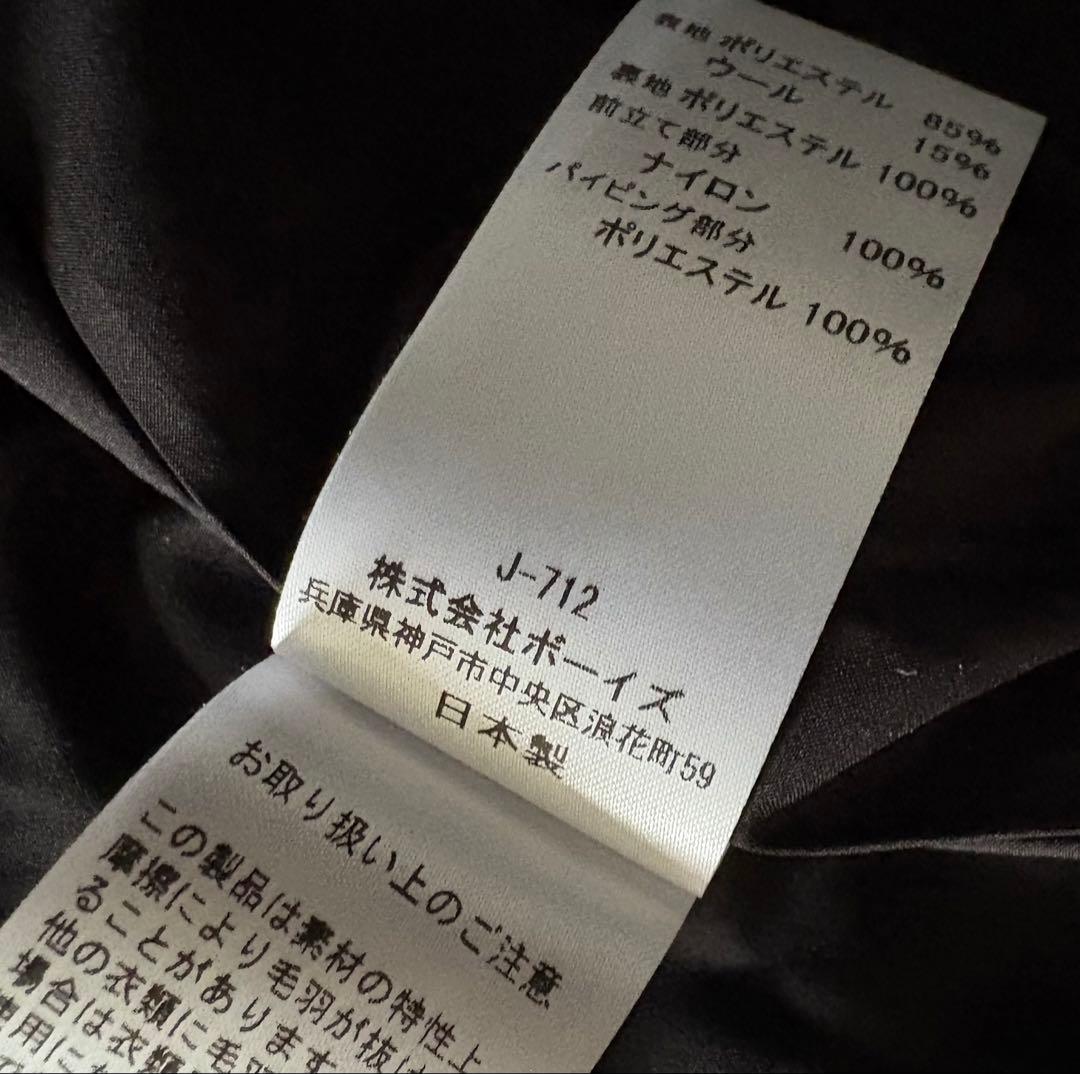 表地 ポリエステル 85%
ウール 15%
裏地 ポリエステル 100%
前立て部分
ナイロン 100%
パイピング部分
ポリエステル 100%
J-712
株式会社ボーイズ
兵庫県神戸市中央区浪花町59
日本製
お取り扱い上のご注意
この製品は素材の特性上
摩擦により毛羽が抜け
ることがあります
他の衣類に毛羽
場合は衣類
使用に